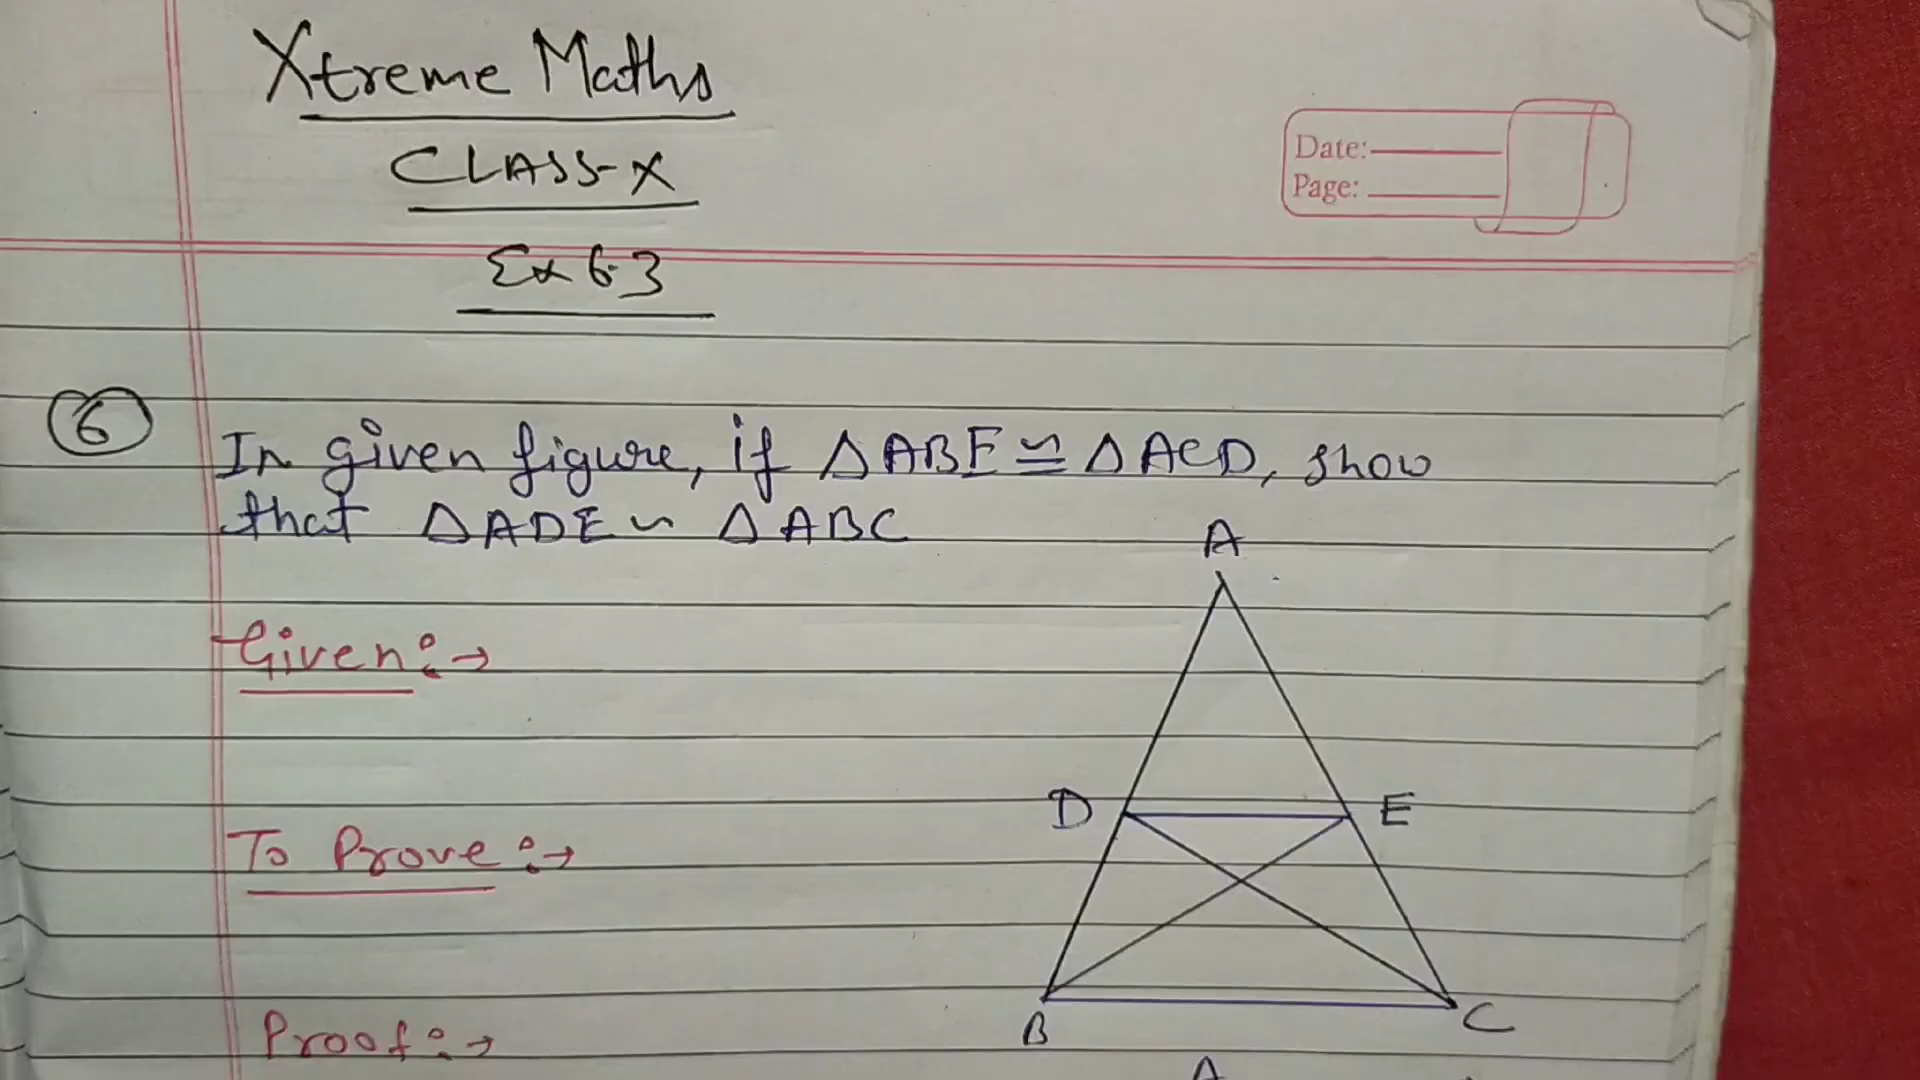 Xtreme Maths
CLASS-X
Ex 6.3
Date:
Page:
6
In given figure, if △ABE ≅ △ACD, show
that △ADE ~ △ABC
A
Given:→
D
E
To Prove:→
B
C
Proof:→
A